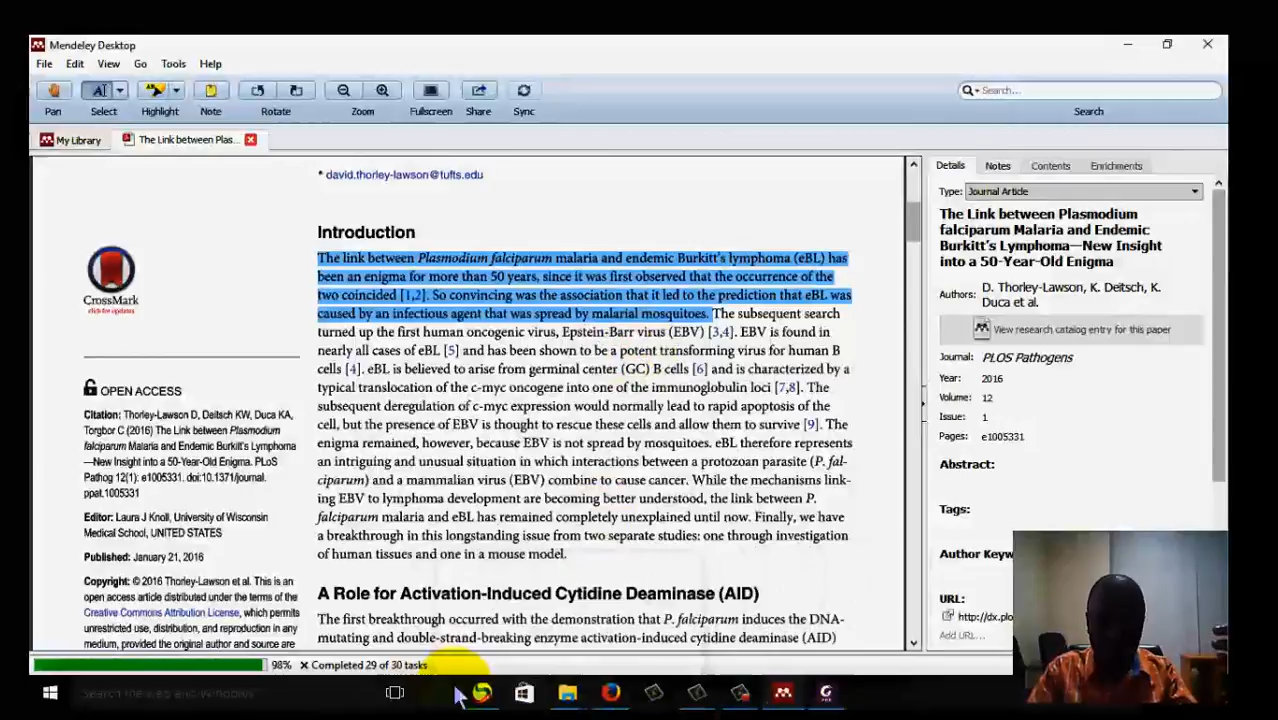 Mendeley Desktop
File Edit View Go Tools Help
Pan Select Highlight Note Rotate Zoom Fullscreen Share Sync
Search...
Search
My Library
The Link between Plas...
Details Notes Contents Enrichments
* david.thorley-lawson@tufts.edu
Introduction
The link between Plasmodium falciparum malaria and endemic Burkitt's lymphoma (eBL) has
been an enigma for more than 50 years, since it was first observed that the occurrence of the
two coincided [1,2]. So convincing was the association that it led to the prediction that eBL was
caused by an infectious agent that was spread by malarial mosquitoes. The subsequent search
turned up the first human oncogenic virus, Epstein-Barr virus (EBV) [3,4]. EBV is found in
nearly all cases of eBL [5] and has been shown to be a potent transforming virus for human B
cells [4]. eBL is believed to arise from germinal center (GC) B cells [6] and is characterized by a
typical translocation of the c-myc oncogene into one of the immunoglobulin loci [7,8]. The
subsequent deregulation of c-myc expression would normally lead to rapid apoptosis of the
cell, but the presence of EBV is thought to rescue these cells and allow them to survive [9]. The
enigma remained, however, because EBV is not spread by mosquitoes. eBL therefore represents
an intriguing and unusual situation in which interactions between a protozoan parasite (P. fal-
ciparum) and a mammalian virus (EBV) combine to cause cancer. While the mechanisms link-
ing EBV to lymphoma development are becoming better understood, the link between P.
falciparum malaria and eBL has remained completely unexplained until now. Finally, we have
a breakthrough in this longstanding issue from two separate studies: one through investigation
of human tissues and one in a mouse model.
A Role for Activation-Induced Cytidine Deaminase (AID)
The first breakthrough occurred with the demonstration that P. falciparum induces the DNA-
mutating and double-strand-breaking enzyme activation-induced cytidine deaminase (AID)
CrossMark
click for updates
OPEN ACCESS
Citation: Thorley-Lawson D, Deitsch KW, Duca KA,
Torgbor C (2016) The Link between Plasmodium
falciparum Malaria and Endemic Burkitt's Lymphoma
—New Insight into a 50-Year-Old Enigma. PLoS
Pathog 12(1): e1005331. doi:10.1371/journal.
ppat.1005331
Editor: Laura J Knoll, University of Wisconsin
Medical School, UNITED STATES
Published: January 21, 2016
Copyright: © 2016 Thorley-Lawson et al. This is an
open access article distributed under the terms of the
Creative Commons Attribution License, which permits
unrestricted use, distribution, and reproduction in any
medium, provided the original author and source are
Type: Journal Article
The Link between Plasmodium
falciparum Malaria and Endemic
Burkitt's Lymphoma—New Insight
into a 50-Year-Old Enigma
Authors: D. Thorley-Lawson, K. Deitsch, K.
Duca et al.
View research catalog entry for this paper
Journal: PLOS Pathogens
Year: 2016
Volume: 12
Issue: 1
Pages: e1005331
Abstract:
Tags:
Author Keyw
URL:
http://dx.plo
Add URL...
98% Completed 29 of 30 tasks
Search the web and Windows